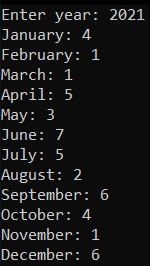 Enter year: 2021
January: 4
February: 1
March: 1
April: 5
May: 3
June: 7
July: 5
August: 2
September: 6
October: 4
November: 1
December: 6